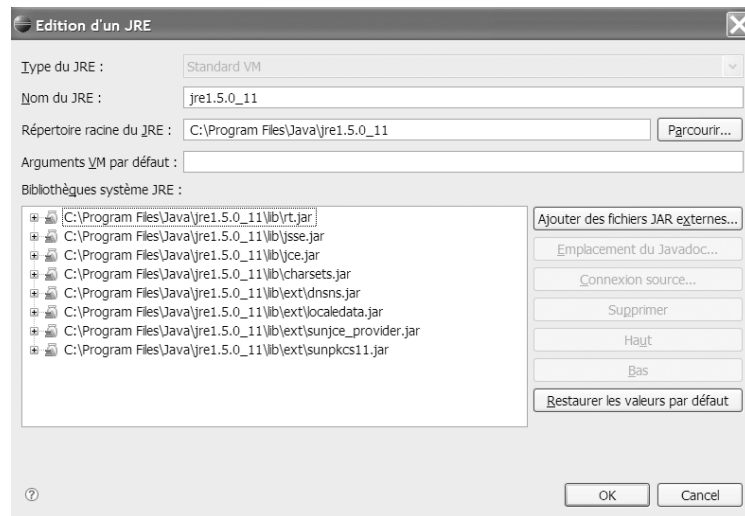 Edition d'un JRE
Type du JRE : Standard VM
Nom du JRE : jre1.5.0_11
Répertoire racine du JRE : C:\Program Files\Java\jre1.5.0_11 Parcourir...
Arguments VM par défaut :
Bibliothèques système JRE :
C:\Program Files\Java\jre1.5.0_11\lib\rt.jar
C:\Program Files\Java\jre1.5.0_11\lib\jsse.jar
C:\Program Files\Java\jre1.5.0_11\lib\jce.jar
C:\Program Files\Java\jre1.5.0_11\lib\charsets.jar
C:\Program Files\Java\jre1.5.0_11\lib\ext\dnsns.jar
C:\Program Files\Java\jre1.5.0_11\lib\ext\localedata.jar
C:\Program Files\Java\jre1.5.0_11\lib\ext\sunjce_provider.jar
C:\Program Files\Java\jre1.5.0_11\lib\ext\sunpkcs11.jar
Ajouter des fichiers JAR externes...
Emplacement du Javadoc...
Connexion source...
Supprimer
Haut
Bas
Restaurer les valeurs par défaut
? OK Cancel